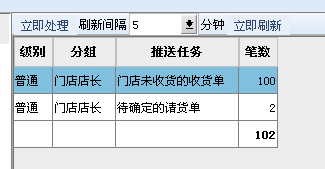 立即处理 刷新间隔 5 分钟 立即刷新
级别 分组 推送任务 笔数
普通 门店店长 门店未收货的收货单 100
普通 门店店长 待确定的请货单 2
102